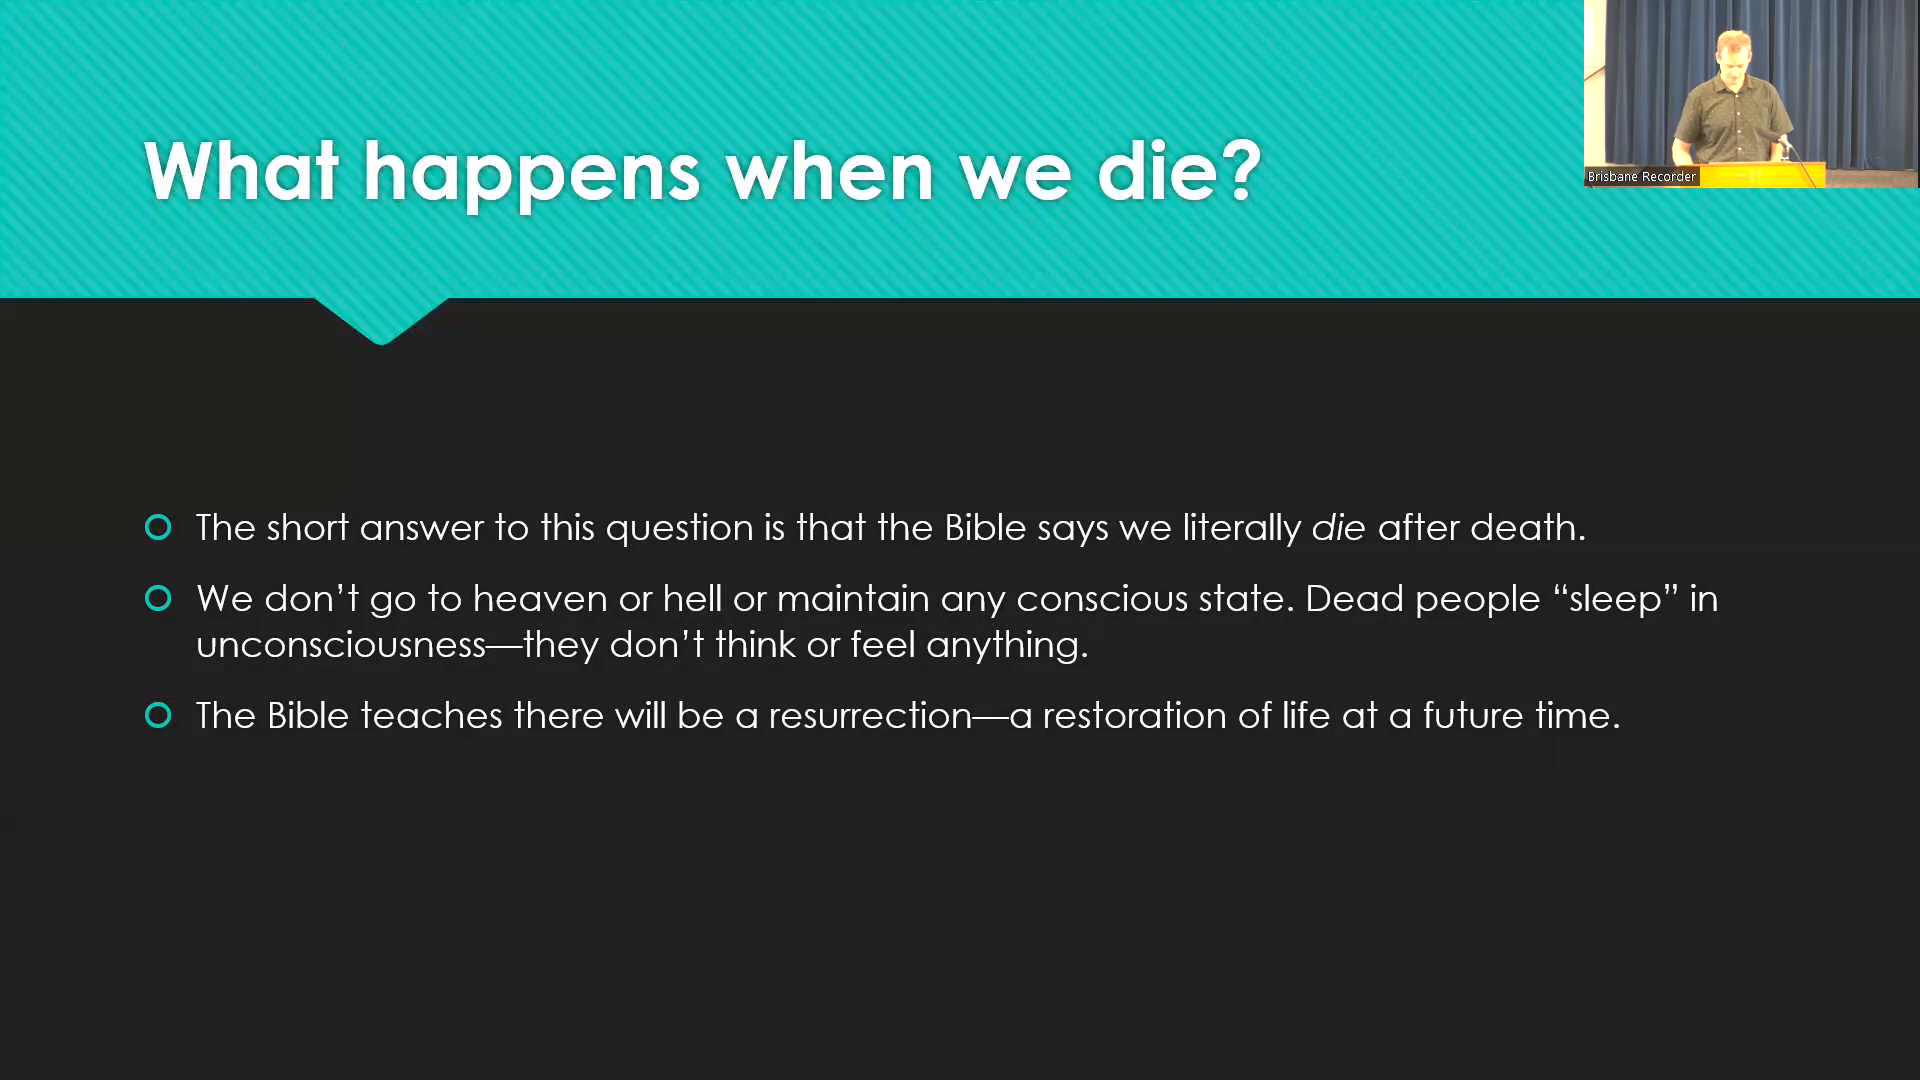 What happens when we die?
Brisbane Recorder
The short answer to this question is that the Bible says we literally die after death.
We don’t go to heaven or hell or maintain any conscious state. Dead people “sleep” in
unconsciousness—they don’t think or feel anything.
The Bible teaches there will be a resurrection—a restoration of life at a future time.